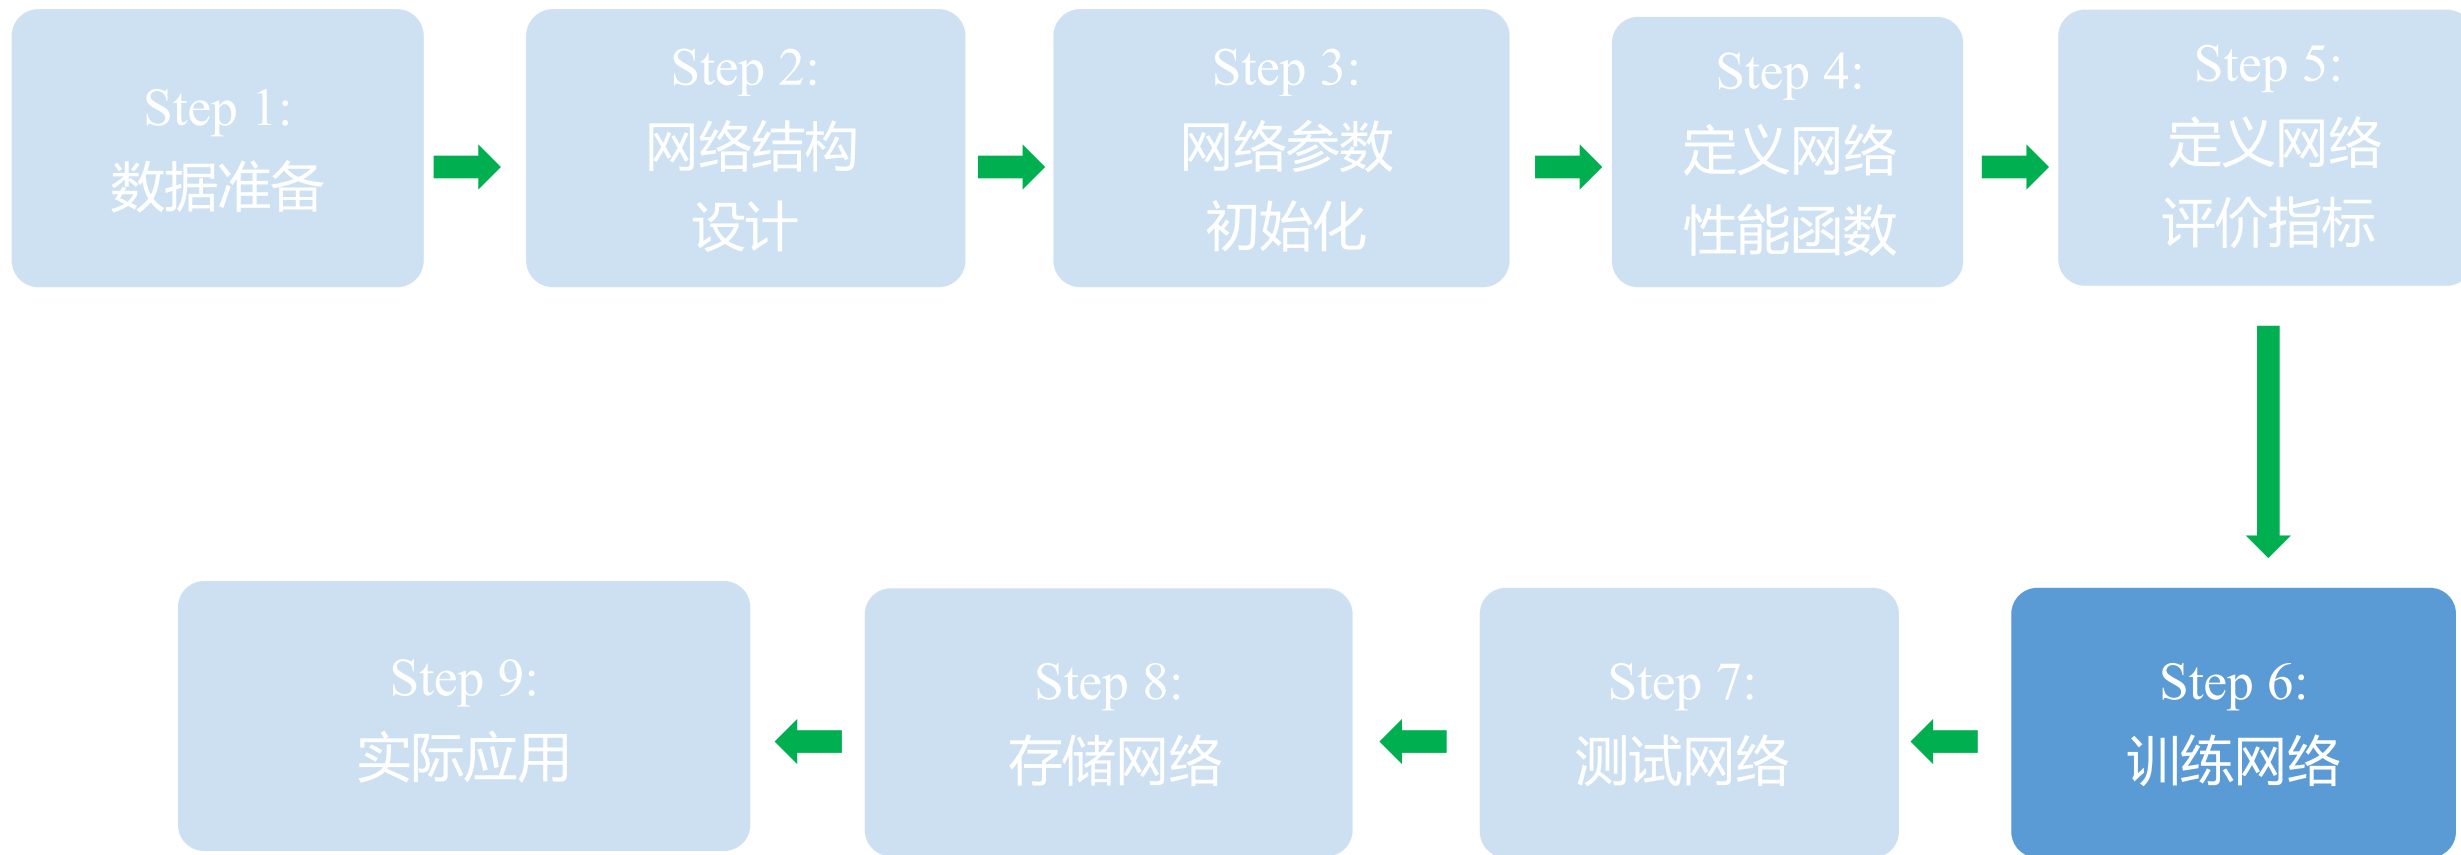 Step 1:
数据准备
Step 2:
网络结构
设计
Step 3:
网络参数
初始化
Step 4:
定义网络
性能函数
Step 5:
定义网络
评价指标
Step 6:
训练网络
Step 7:
测试网络
Step 8:
存储网络
Step 9:
实际应用